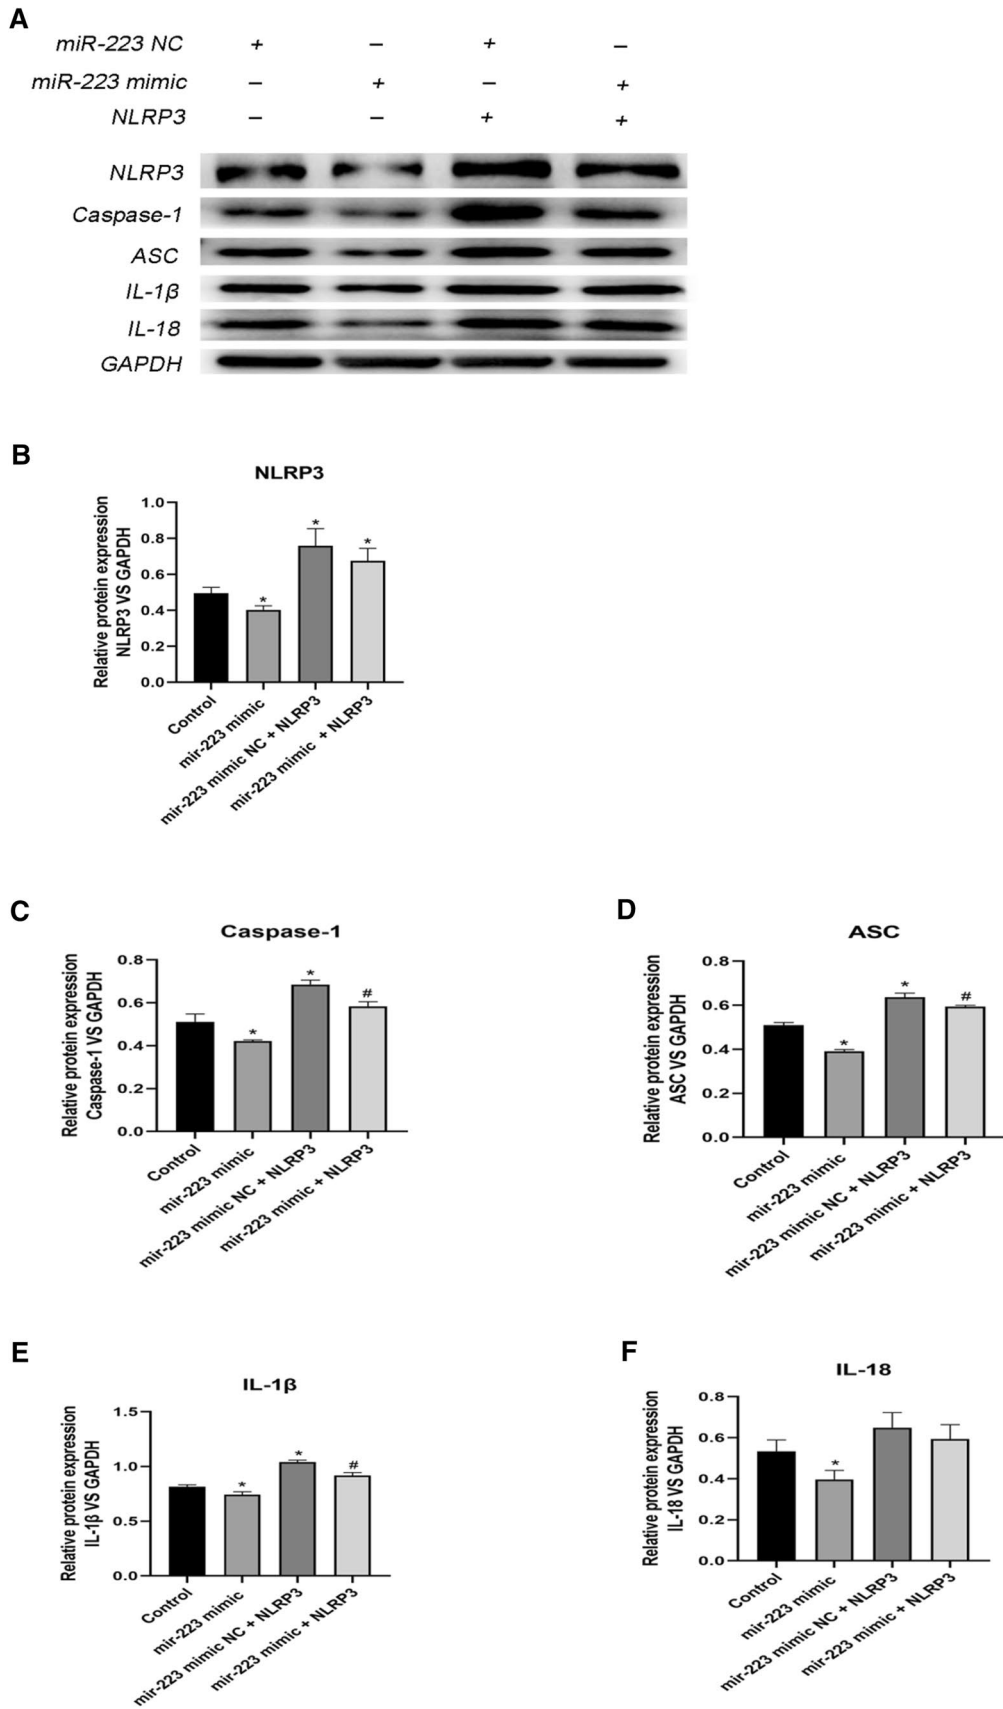 A
miR-223 NC + – + –
miR-223 mimic – + – +
NLRP3 – – + +
NLRP3
Caspase-1
ASC
IL-1β
IL-18
GAPDH
B
NLRP3
Relative protein expression
NLRP3 VS GAPDH
1.0
0.8
0.6
0.4
0.2
0.0
*
*
*
Control
mir-223 mimic
mir-223 mimic NC + NLRP3
mir-223 mimic + NLRP3
C
Caspase-1
Relative protein expression
Caspase-1 VS GAPDH
0.8
0.6
0.4
0.2
0.0
*
*
#
Control
mir-223 mimic
mir-223 mimic NC + NLRP3
mir-223 mimic + NLRP3
D
ASC
Relative protein expression
ASC VS GAPDH
0.8
0.6
0.4
0.2
0.0
*
*
#
Control
mir-223 mimic
mir-223 mimic NC + NLRP3
mir-223 mimic + NLRP3
E
IL-1β
Relative protein expression
IL-1β VS GAPDH
1.5
1.0
0.5
0.0
*
*
#
Control
mir-223 mimic
mir-223 mimic NC + NLRP3
mir-223 mimic + NLRP3
F
IL-18
Relative protein expression
IL-18 VS GAPDH
0.8
0.6
0.4
0.2
0.0
*
Control
mir-223 mimic
mir-223 mimic NC + NLRP3
mir-223 mimic + NLRP3